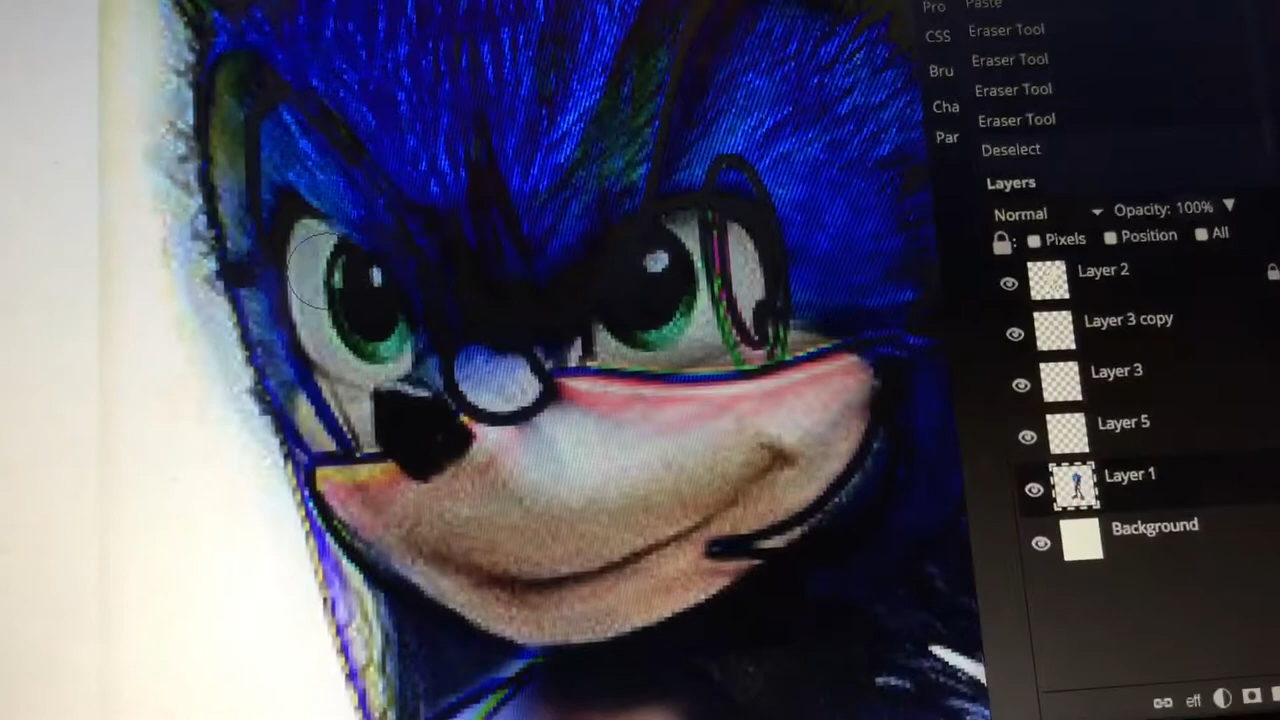 Pro
Paste
CSS
Eraser Tool
Bru
Eraser Tool
Eraser Tool
Cha
Eraser Tool
Par
Deselect
Layers
Normal
Opacity: 100%
: Pixels Position All
Layer 2
Layer 3 copy
Layer 3
Layer 5
Layer 1
Background
eff